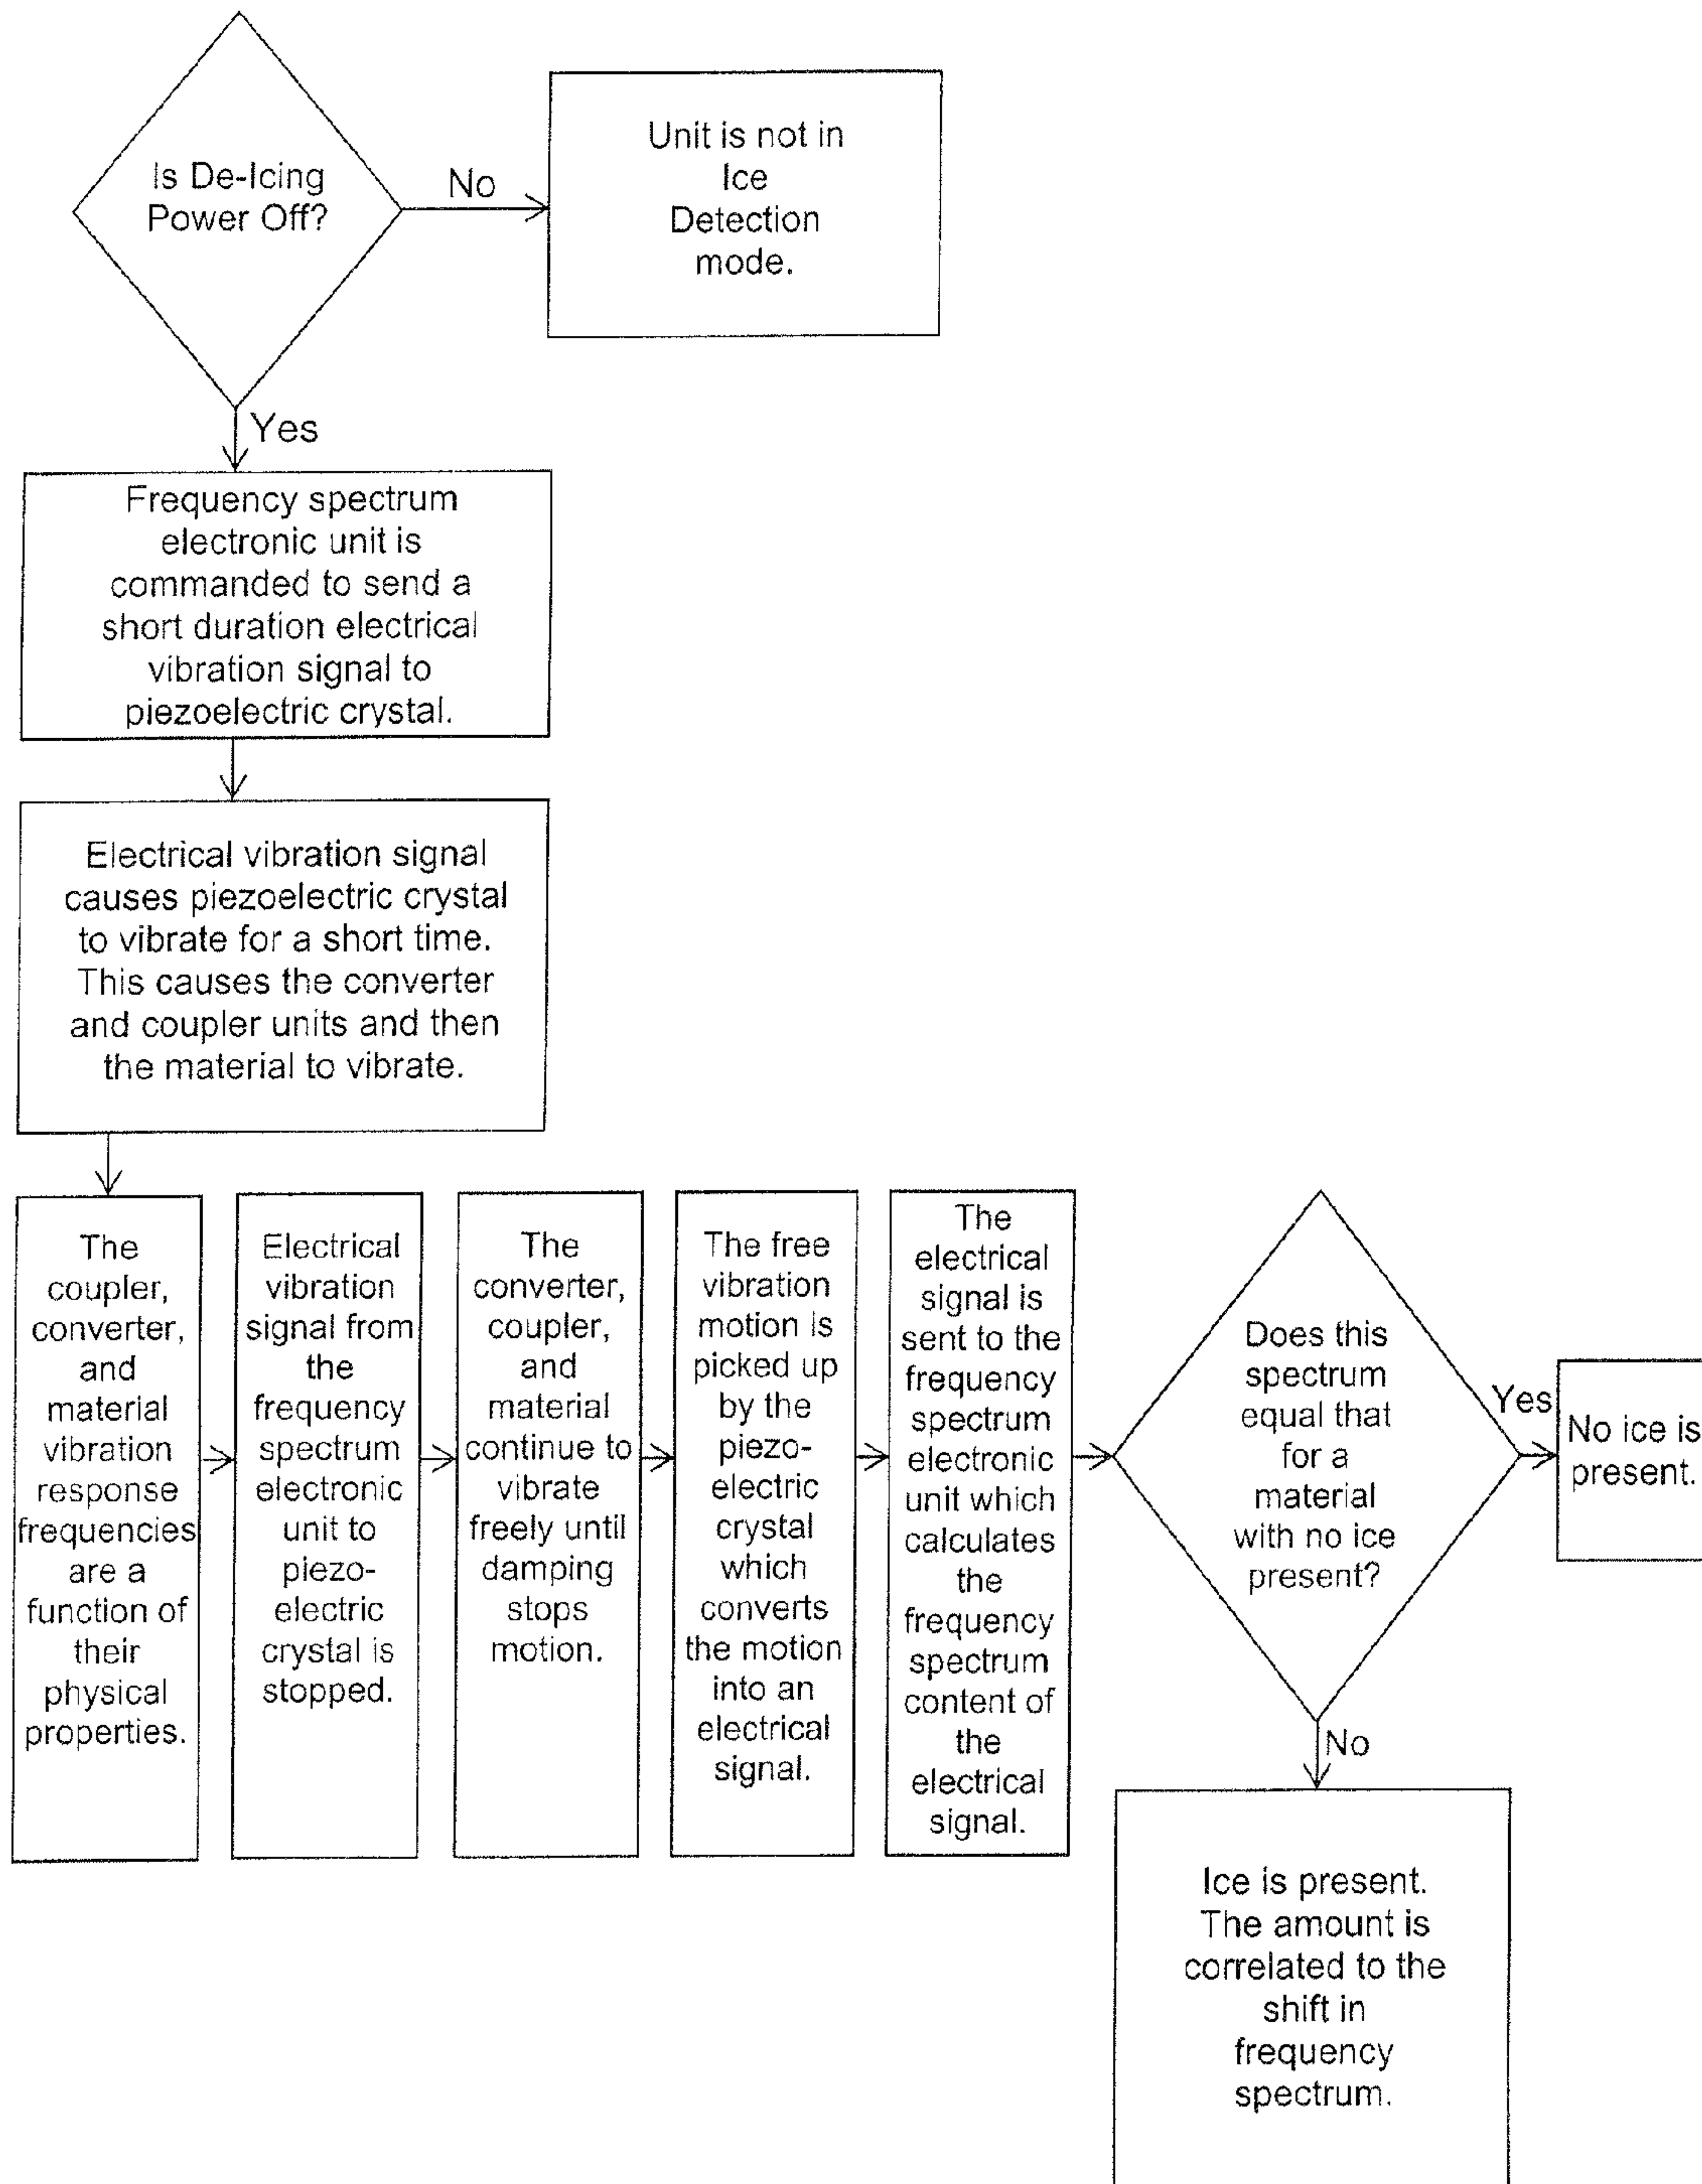 Is De-Icing
Power Off?
No
Unit is not in
Ice
Detection
mode.
Yes
Frequency spectrum
electronic unit is
commanded to send a
short duration electrical
vibration signal to
piezoelectric crystal.
Electrical vibration signal
causes piezoelectric crystal
to vibrate for a short time.
This causes the converter
and coupler units and then
the material to vibrate.
The
coupler,
converter,
and
material
vibration
response
frequencies
are a
function of
their
physical
properties.
Electrical
vibration
signal from
the
frequency
spectrum
electronic
unit to
piezo-
electric
crystal is
stopped.
The
converter,
coupler,
and
material
continue to
vibrate
freely until
damping
stops
motion.
The free
vibration
motion is
picked up
by the
piezo-
electric
crystal
which
converts
the motion
into an
electrical
signal.
The
electrical
signal is
sent to the
frequency
spectrum
electronic
unit which
calculates
the
frequency
spectrum
content of
the
electrical
signal.
Does this
spectrum
equal that
for a
material
with no ice
present?
Yes
No ice is
present.
No
Ice is present.
The amount is
correlated to the
shift in
frequency
spectrum.